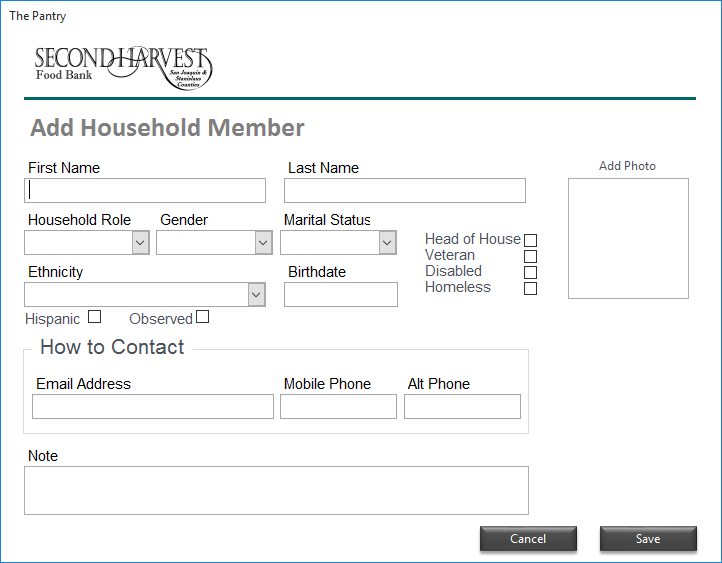 The Pantry
SECOND HARVEST
Food Bank
San Joaquin &
Stanislaus
Counties
Add Household Member
First Name
Last Name
Add Photo
Household Role
Gender
Marital Status
Head of House
Veteran
Disabled
Homeless
Ethnicity
Birthdate
Hispanic
Observed
How to Contact
Email Address
Mobile Phone
Alt Phone
Note
Cancel
Save